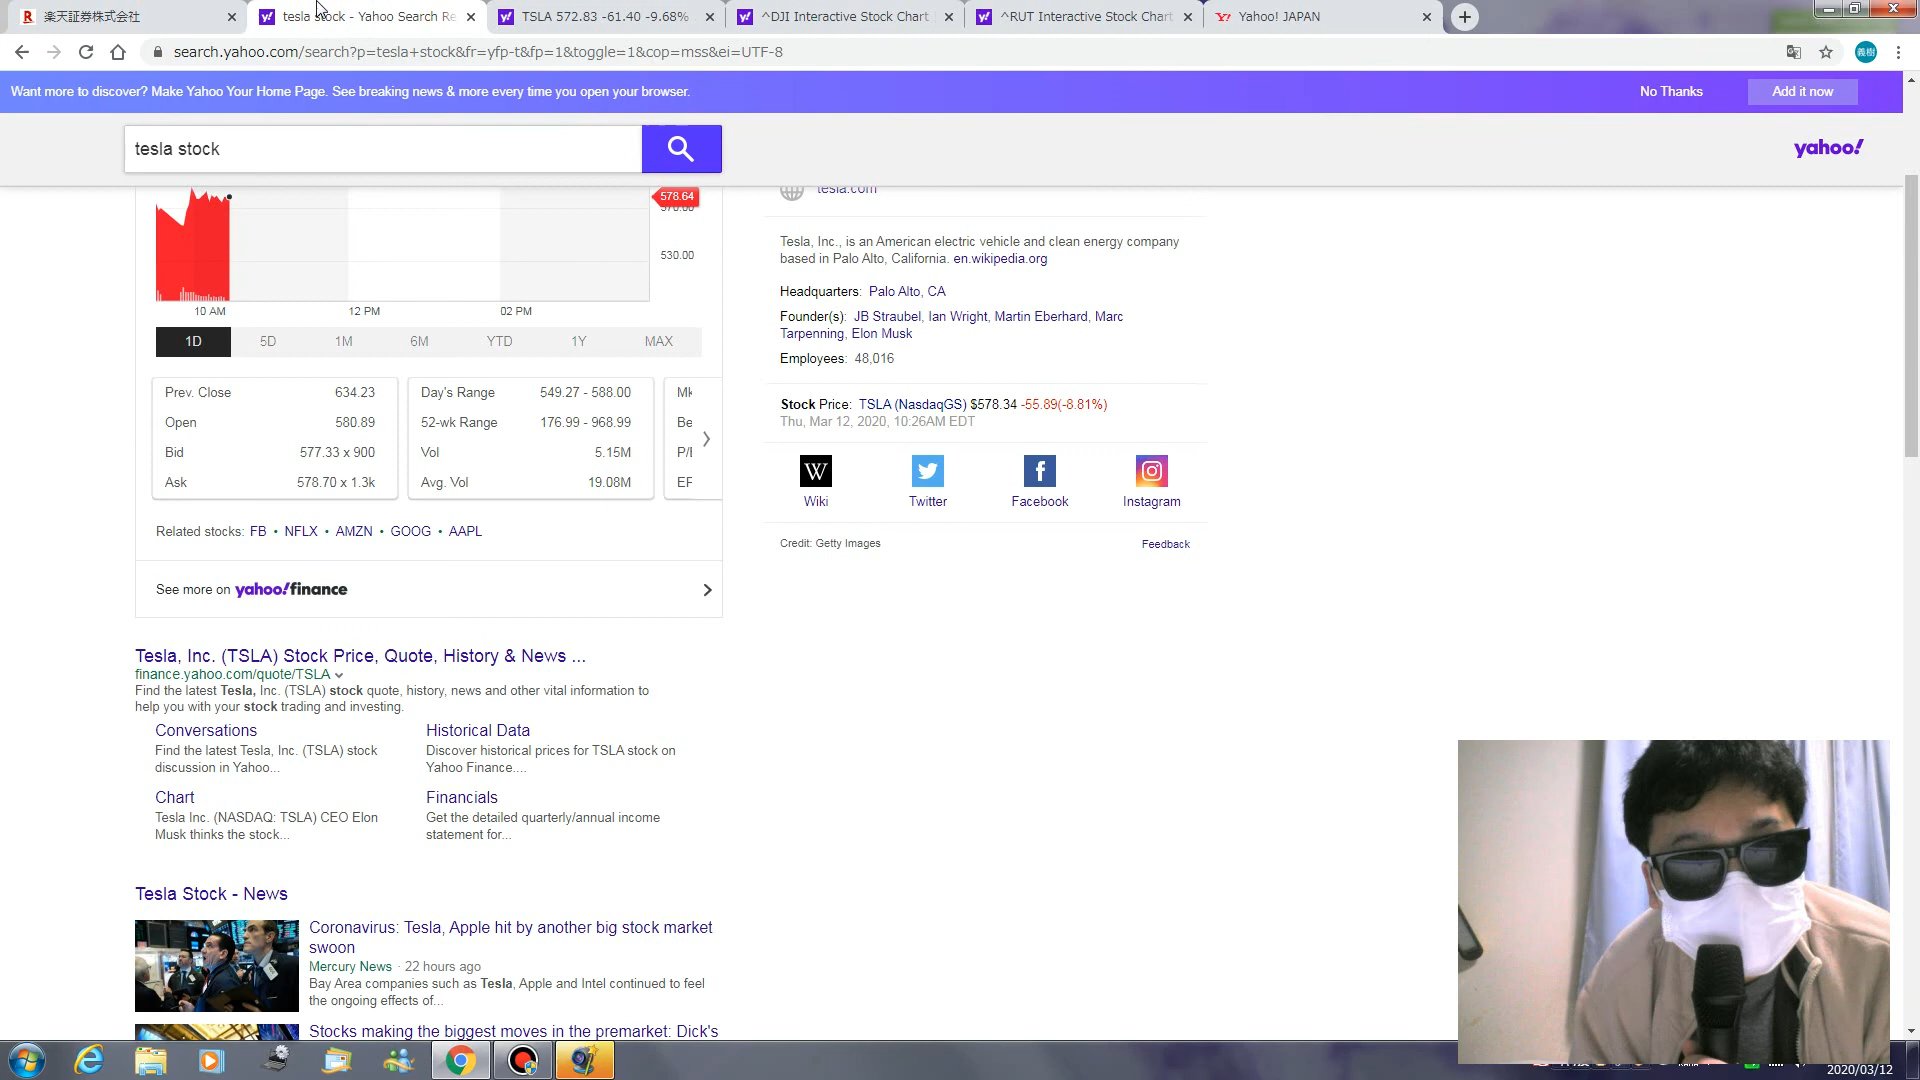 楽天証券株式会社
tesla stock - Yahoo Search Re
TSLA 572.83 -61.40 -9.68%
^DJI Interactive Stock Chart
^RUT Interactive Stock Chart
Yahoo! JAPAN
search.yahoo.com/search?p=tesla+stock&fr=yfp-t&fp=1&toggle=1&cop=mss&ei=UTF-8
義樹
Want more to discover? Make Yahoo Your Home Page. See breaking news & more every time you open your browser.
No Thanks
Add it now
tesla stock
yahoo!
578.64
570.00
530.00
10 AM
12 PM
02 PM
1D
5D
1M
6M
YTD
1Y
MAX
Prev. Close 634.23
Open 580.89
Bid 577.33 x 900
Ask 578.70 x 1.3k
Day's Range 549.27 - 588.00
52-wk Range 176.99 - 968.99
Vol 5.15M
Avg. Vol 19.08M
Related stocks: FB • NFLX • AMZN • GOOG • AAPL
See more on yahoo!finance
tesla.com
Tesla, Inc., is an American electric vehicle and clean energy company
based in Palo Alto, California. en.wikipedia.org
Headquarters: Palo Alto, CA
Founder(s): JB Straubel, Ian Wright, Martin Eberhard, Marc
Tarpenning, Elon Musk
Employees: 48,016
Stock Price: TSLA (NasdaqGS) $578.34 -55.89(-8.81%)
Thu, Mar 12, 2020, 10:26AM EDT
W
Wiki
Twitter
Facebook
Instagram
Credit: Getty Images
Feedback
Tesla, Inc. (TSLA) Stock Price, Quote, History & News ...
finance.yahoo.com/quote/TSLA
Find the latest Tesla, Inc. (TSLA) stock quote, history, news and other vital information to
help you with your stock trading and investing.
Conversations
Find the latest Tesla, Inc. (TSLA) stock
discussion in Yahoo...
Historical Data
Discover historical prices for TSLA stock on
Yahoo Finance....
Chart
Tesla Inc. (NASDAQ: TSLA) CEO Elon
Musk thinks the stock...
Financials
Get the detailed quarterly/annual income
statement for...
Tesla Stock - News
Coronavirus: Tesla, Apple hit by another big stock market
swoon
Mercury News · 22 hours ago
Bay Area companies such as Tesla, Apple and Intel continued to feel
the ongoing effects of...
Stocks making the biggest moves in the premarket: Dick's
2020/03/12